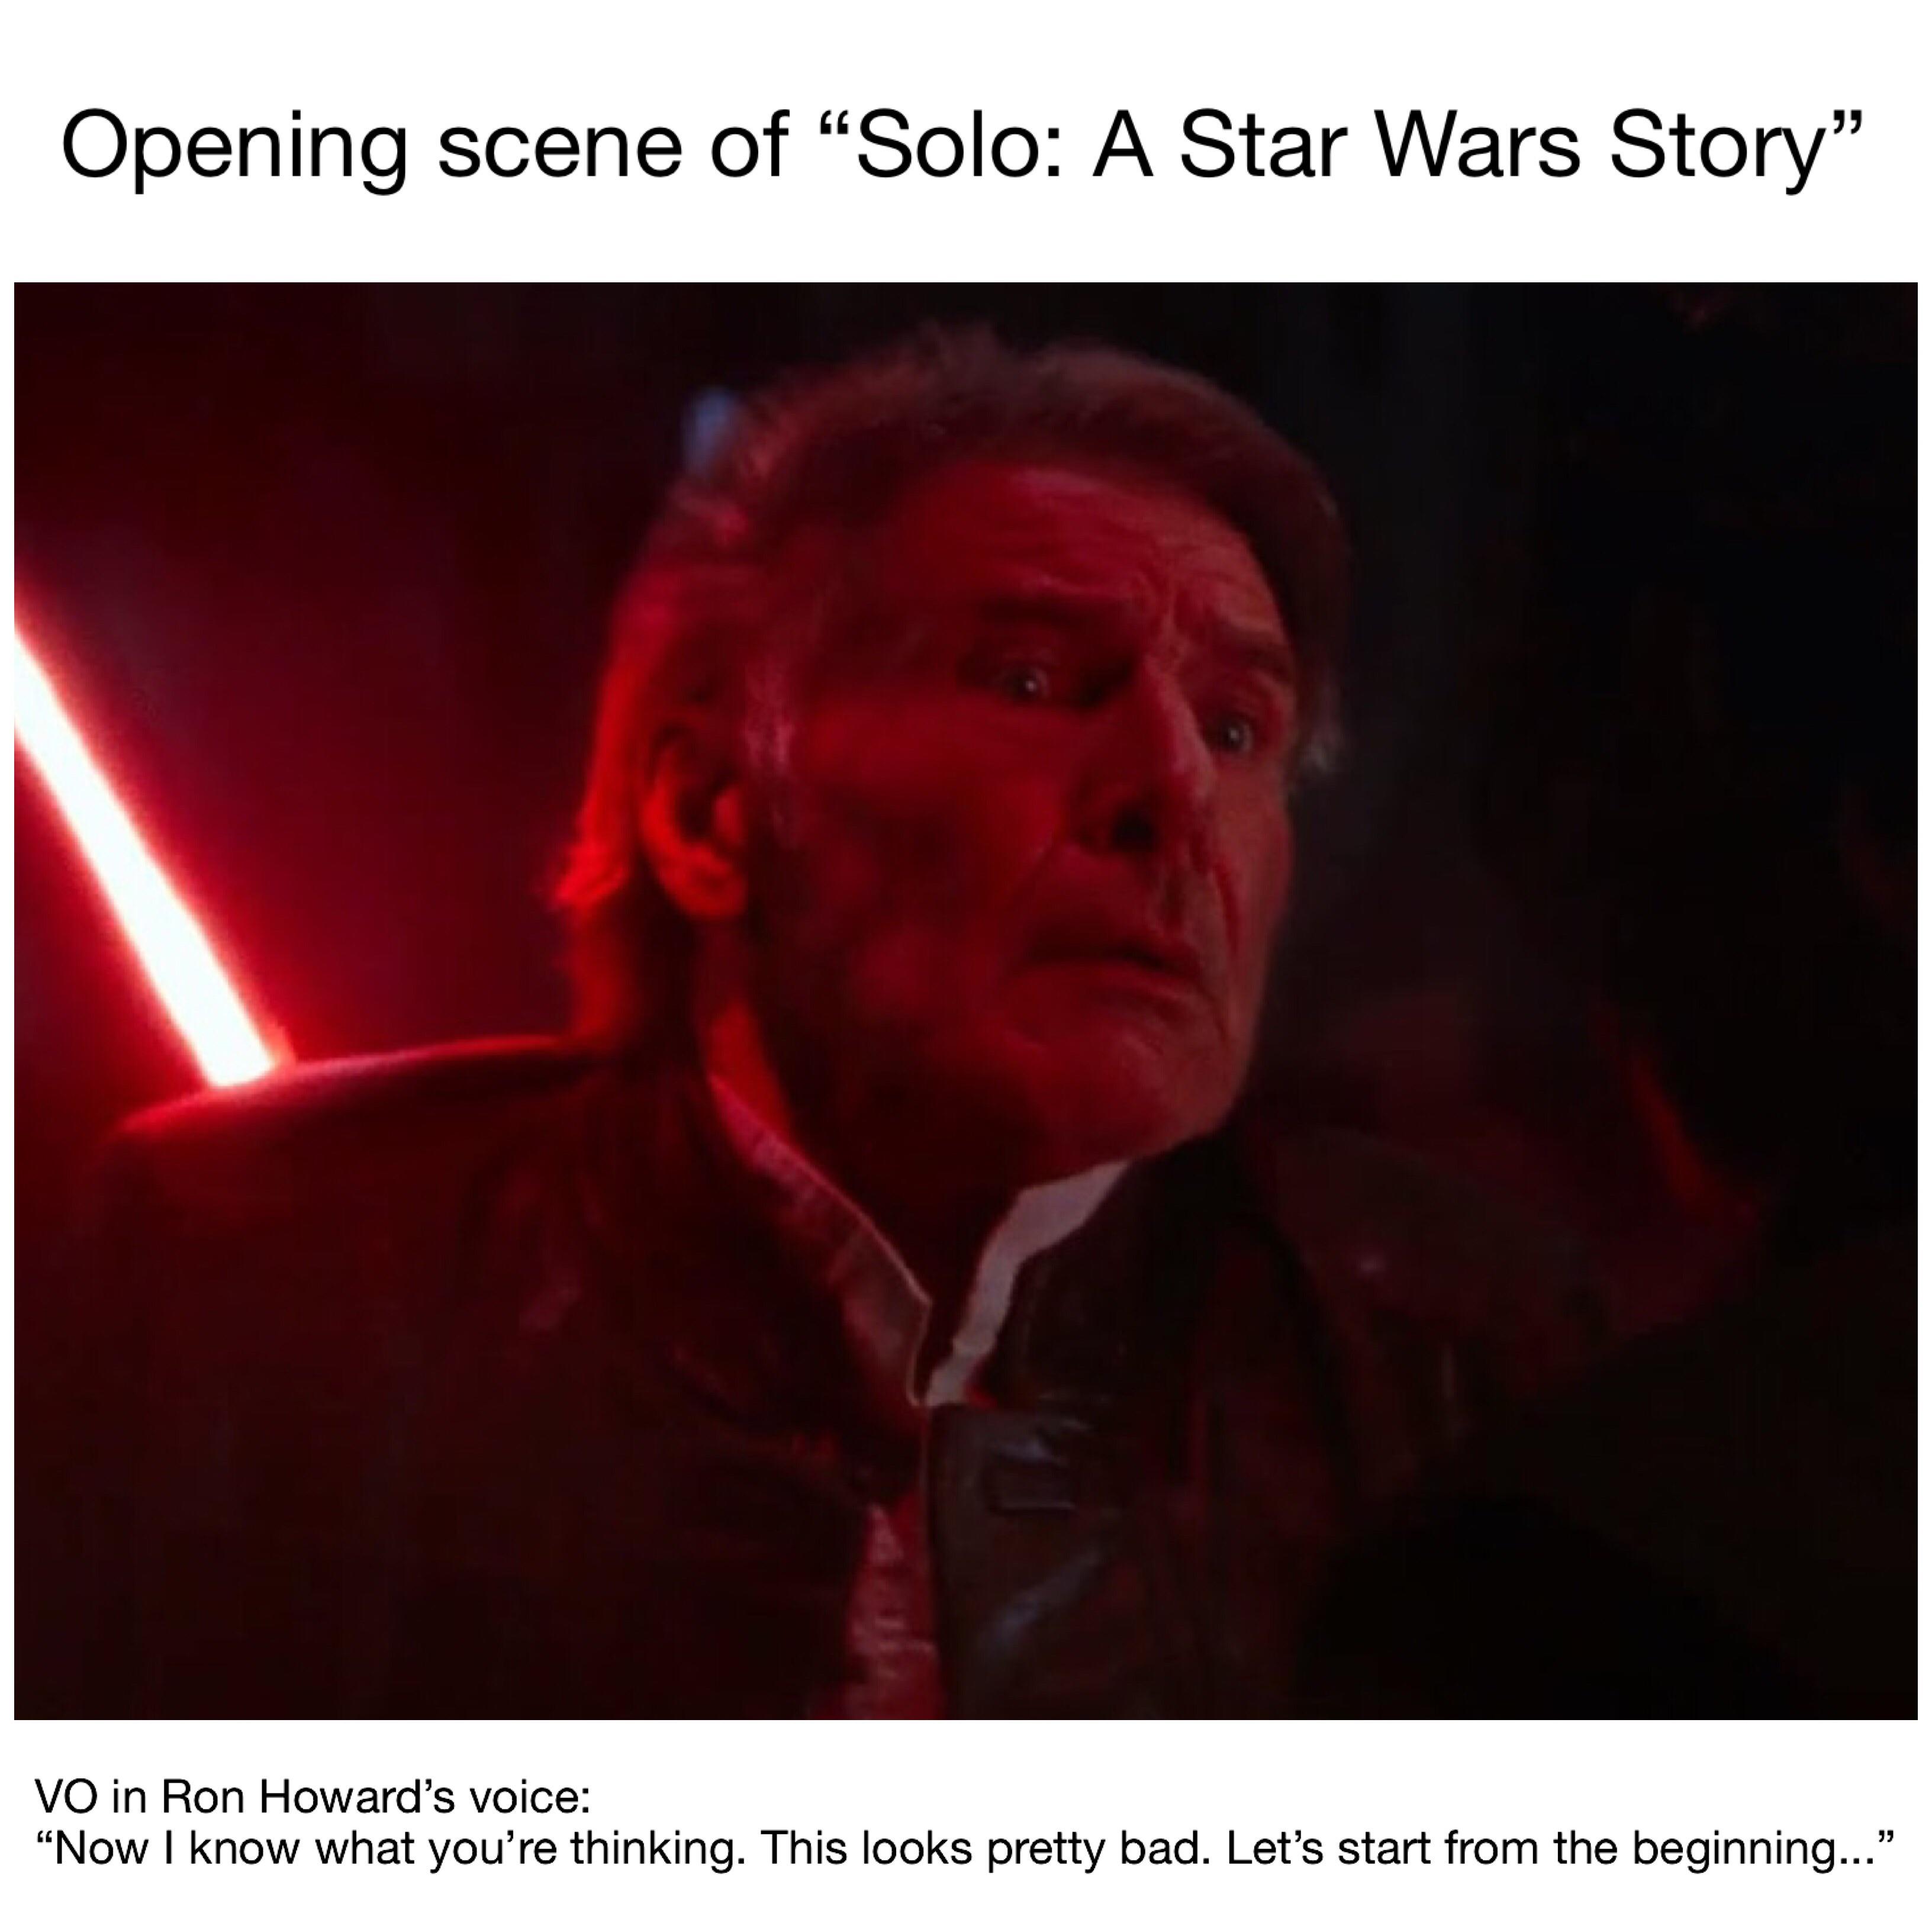 Opening scene of “Solo: A Star Wars Story”
VO in Ron Howard’s voice:
“Now I know what you’re thinking. This looks pretty bad. Let’s start from the beginning...”